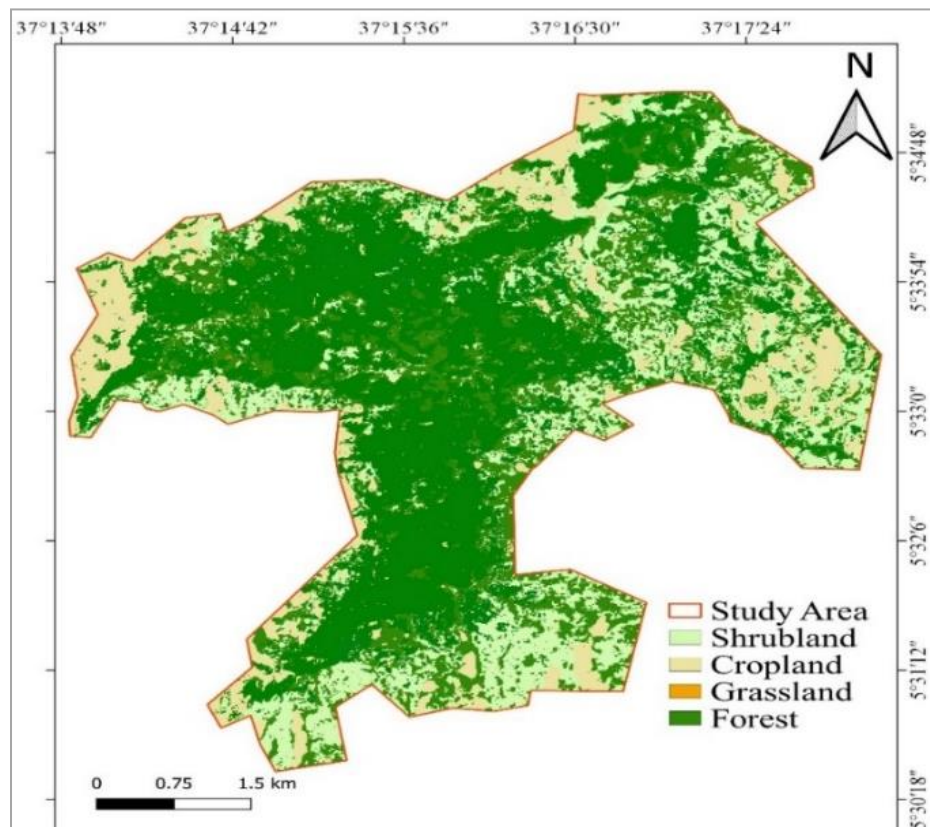 37°13'48" 37°14'42" 37°15'36" 37°16'30" 37°17'24"
N
5°34'48"
5°33'54"
5°33'0"
5°32'6"
5°31'12"
5°30'18"
Study Area
Shrubland
Cropland
Grassland
Forest
0 0.75 1.5 km